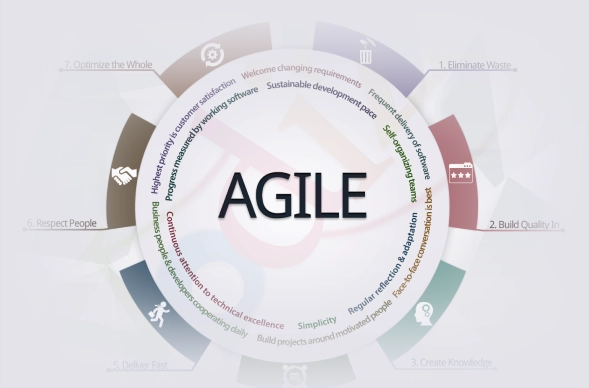 AGILE
7. Optimize the Whole
1. Eliminate Waste
2. Build Quality In
3. Create Knowledge
5. Deliver Fast
6. Respect People
Highest priority is customer satisfaction
Welcome changing requirements
Frequent delivery of software
Face-to-face conversation is best
Build projects around motivated people
Business people & developers cooperating daily
Progress measured by working software
Sustainable development pace
Self-organizing teams
Regular reflection & adaptation
Simplicity
Continuous attention to technical excellence